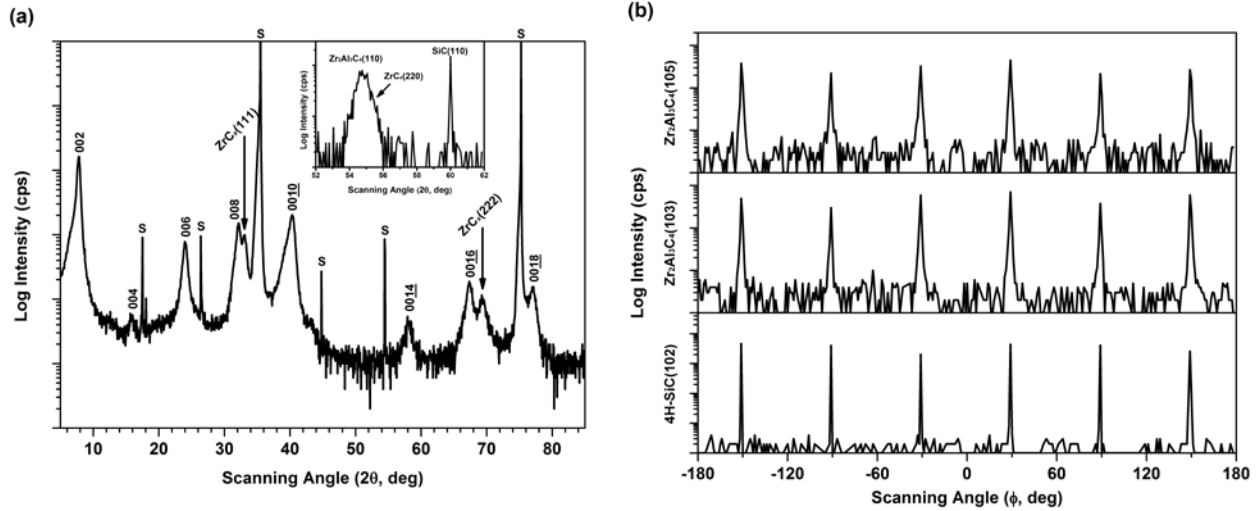 (a)
S
S
002
004
S
006
S
008
ZrCₓ(111)
0010
S
S
0014
0016
ZrCₓ(222)
0018
Zr₂Al₃C₄(110)
ZrCₓ(220)
SiC(110)
Log Intensity (cps)
52 54 56 58 60 62
Scanning Angle (2θ, deg)
Log Intensity (cps)
10 20 30 40 50 60 70 80
Scanning Angle (2θ, deg)
(b)
Log Intensity (cps)
Zr₂Al₃C₄(105)
Zr₂Al₃C₄(103)
4H-SiC(102)
-180 -120 -60 0 60 120 180
Scanning Angle (ϕ, deg)